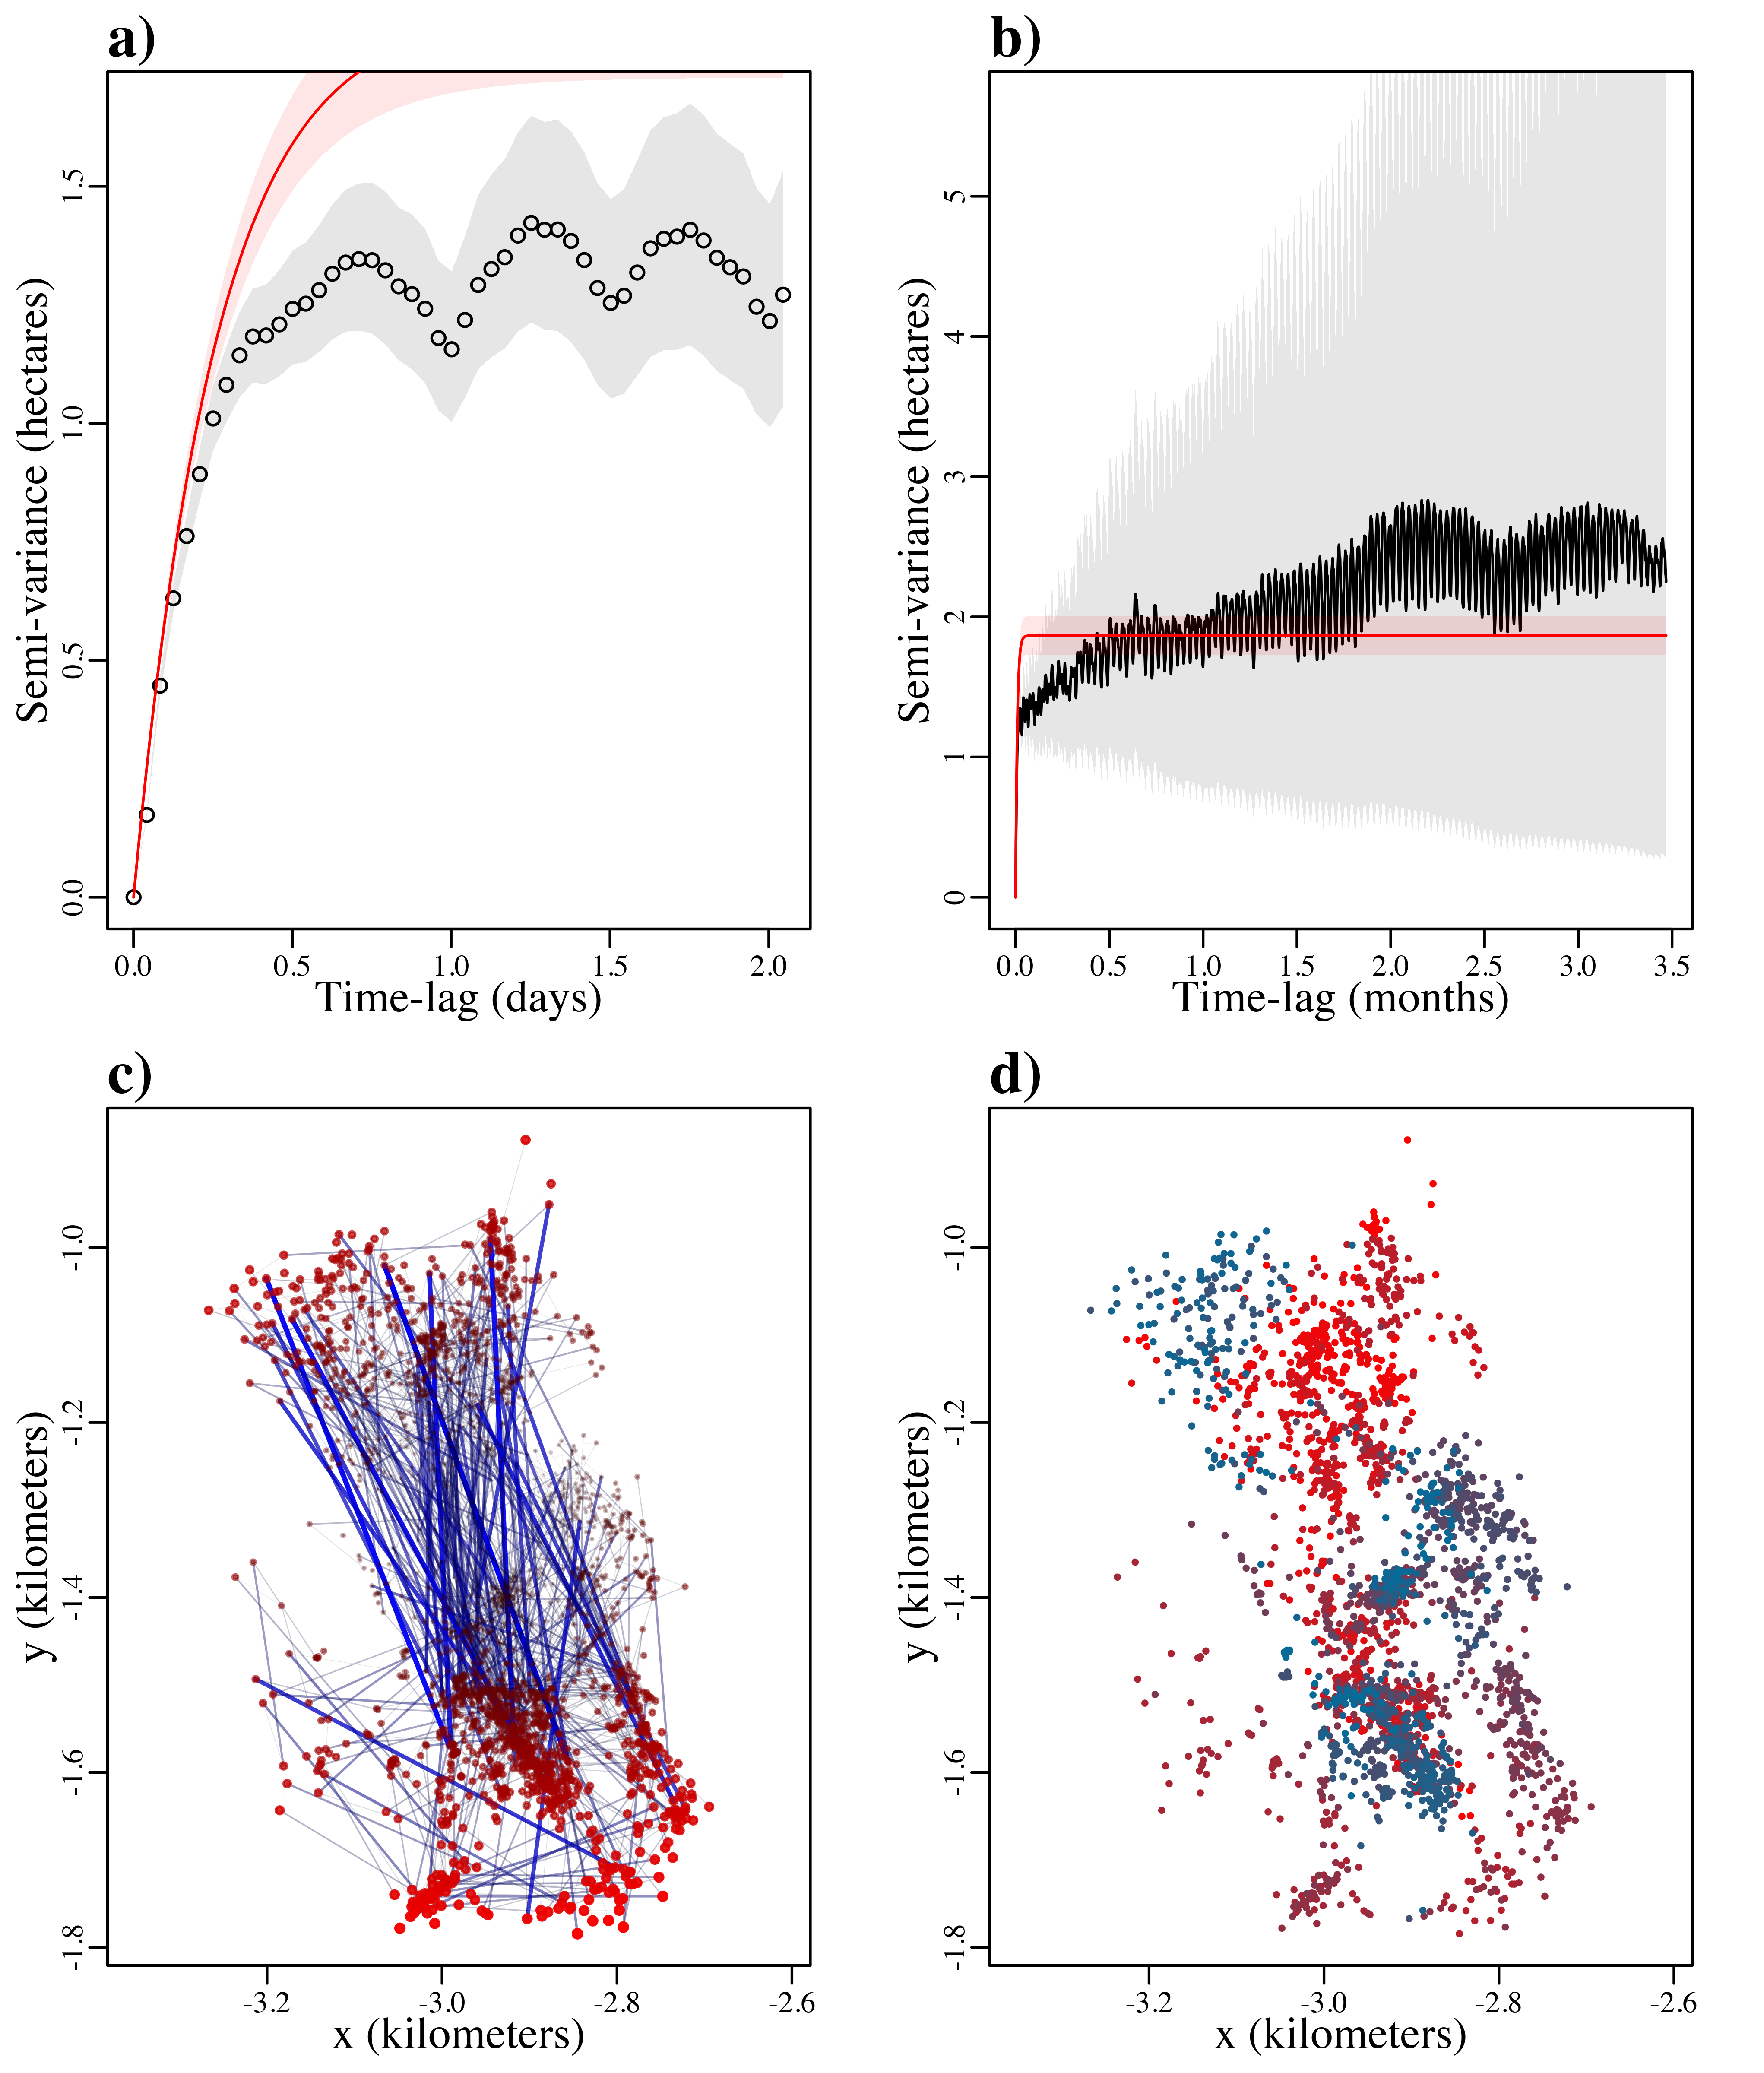 a)
Semi-variance (hectares)
0.0 0.5 1.0 1.5
0.0 0.5 1.0 1.5 2.0
Time-lag (days)
b)
Semi-variance (hectares)
0 1 2 3 4 5
0.0 0.5 1.0 1.5 2.0 2.5 3.0 3.5
Time-lag (months)
c)
y (kilometers)
-1.8 -1.6 -1.4 -1.2 -1.0
-3.2 -3.0 -2.8 -2.6
x (kilometers)
d)
y (kilometers)
-1.8 -1.6 -1.4 -1.2 -1.0
-3.2 -3.0 -2.8 -2.6
x (kilometers)